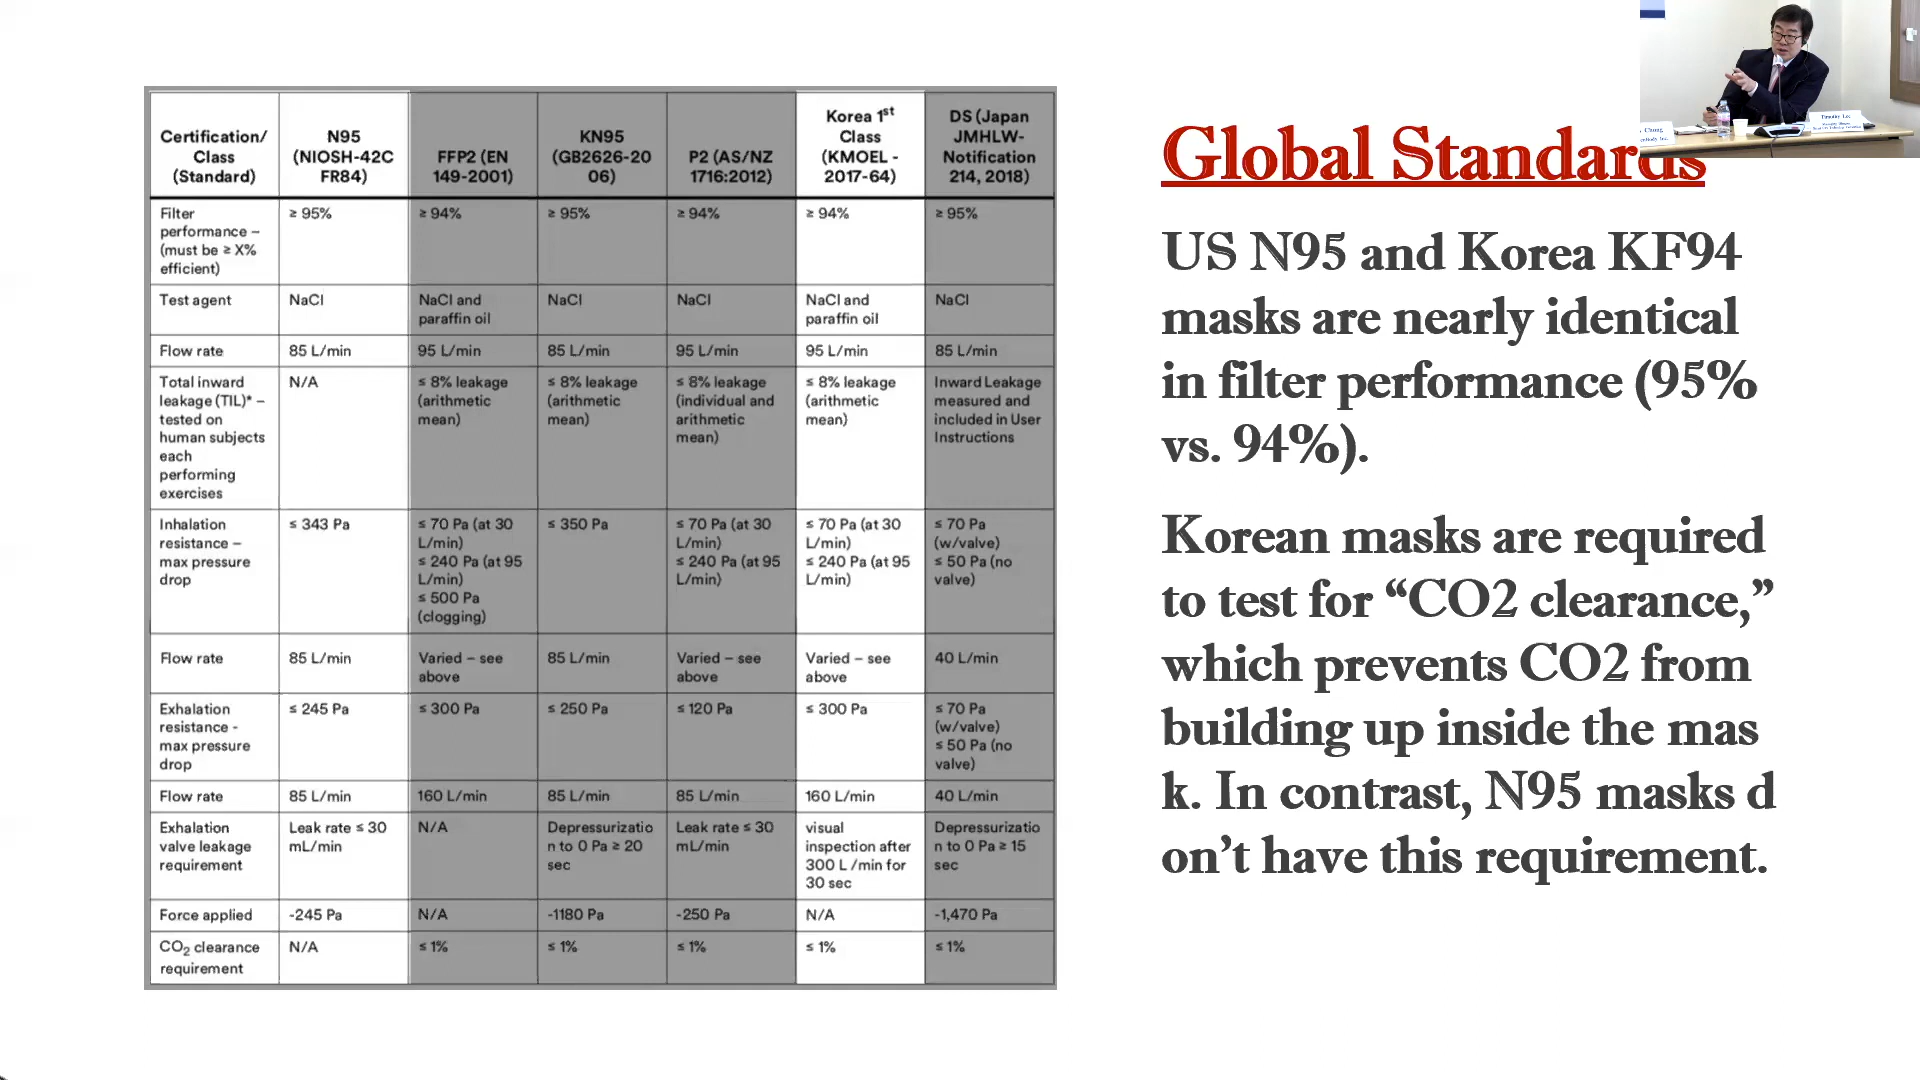 Certification/
Class
(Standard)
N95
(NIOSH-42C
FR84)
FFP2 (EN
149-2001)
KN95
(GB2626-20
06)
P2 (AS/NZ
1716:2012)
Korea 1st
Class
(KMOEL -
2017-64)
DS (Japan
JMHLW-
Notification
214, 2018)
Filter
performance –
(must be ≥ X%
efficient)
≥ 95%
≥ 94%
≥ 95%
≥ 94%
≥ 94%
≥ 95%
Test agent
NaCl
NaCl and
paraffin oil
NaCl
NaCl
NaCl and
paraffin oil
NaCl
Flow rate
85 L/min
95 L/min
85 L/min
95 L/min
95 L/min
85 L/min
Total inward
leakage (TIL)* –
tested on
human subjects
each
performing
exercises
N/A
≤ 8% leakage
(arithmetic
mean)
≤ 8% leakage
(arithmetic
mean)
≤ 8% leakage
(individual and
arithmetic
mean)
≤ 8% leakage
(arithmetic
mean)
Inward Leakage
measured and
included in User
Instructions
Inhalation
resistance –
max pressure
drop
≤ 343 Pa
≤ 70 Pa (at 30
L/min)
≤ 240 Pa (at 95
L/min)
≤ 500 Pa
(clogging)
≤ 350 Pa
≤ 70 Pa (at 30
L/min)
≤ 240 Pa (at 95
L/min)
≤ 70 Pa (at 30
L/min)
≤ 240 Pa (at 95
L/min)
≤ 70 Pa
(w/valve)
≤ 50 Pa (no
valve)
Flow rate
85 L/min
Varied – see
above
85 L/min
Varied – see
above
Varied – see
above
40 L/min
Exhalation
resistance -
max pressure
drop
≤ 245 Pa
≤ 300 Pa
≤ 250 Pa
≤ 120 Pa
≤ 300 Pa
≤ 70 Pa
(w/valve)
≤ 50 Pa (no
valve)
Flow rate
85 L/min
160 L/min
85 L/min
85 L/min
160 L/min
40 L/min
Exhalation
valve leakage
requirement
Leak rate ≤ 30
mL/min
N/A
Depressurizatio
n to 0 Pa ≥ 20
sec
Leak rate ≤ 30
mL/min
visual
inspection after
300 L /min for
30 sec
Depressurizatio
n to 0 Pa ≥ 15
sec
Force applied
-245 Pa
N/A
-1180 Pa
-250 Pa
N/A
-1,470 Pa
CO2 clearance
requirement
N/A
≤ 1%
≤ 1%
≤ 1%
≤ 1%
≤ 1%
Global Standards
US N95 and Korea KF94
masks are nearly identical
in filter performance (95%
vs. 94%).
Korean masks are required
to test for “CO2 clearance,”
which prevents CO2 from
building up inside the mas
k. In contrast, N95 masks d
on’t have this requirement.
Chung
Timothy Lee